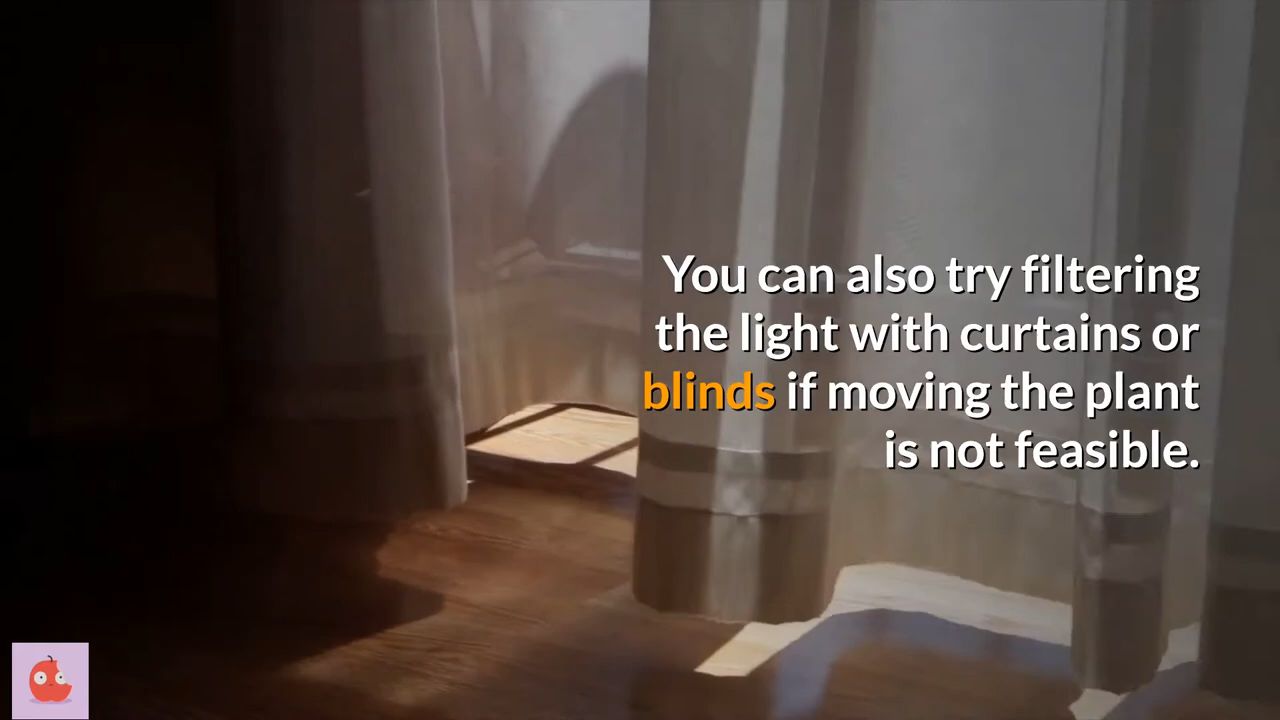 You can also try filtering
the light with curtains or
blinds if moving the plant
is not feasible.